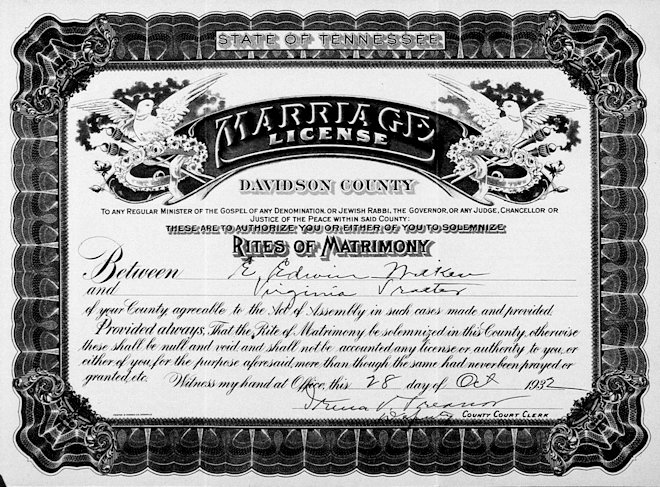 STATE OF TENNESSEE
MARRIAGE
LICENSE
DAVIDSON COUNTY
TO ANY REGULAR MINISTER OF THE GOSPEL OF ANY DENOMINATION, OR JEWISH RABBI, THE GOVERNOR, OR ANY JUDGE, CHANCELLOR OR
JUSTICE OF THE PEACE WITHIN SAID COUNTY:
THESE ARE TO AUTHORIZE YOU OR EITHER OF YOU TO SOLEMNIZE
RITES OF MATRIMONY
Between E. Edwin
and Virginia
of your County, agreeable to the Act of Assembly in such cases made and provided.
Provided always, That the Rite of Matrimony be solemnized in this County, otherwise
these shall be null and void and shall not be accounted any license or authority to you, or
either of you, for the purpose aforesaid, more than though the same had never been prayed or
granted, etc. Witness my hand at Office, this 28 day of Oct 1932
COUNTY COURT CLERK